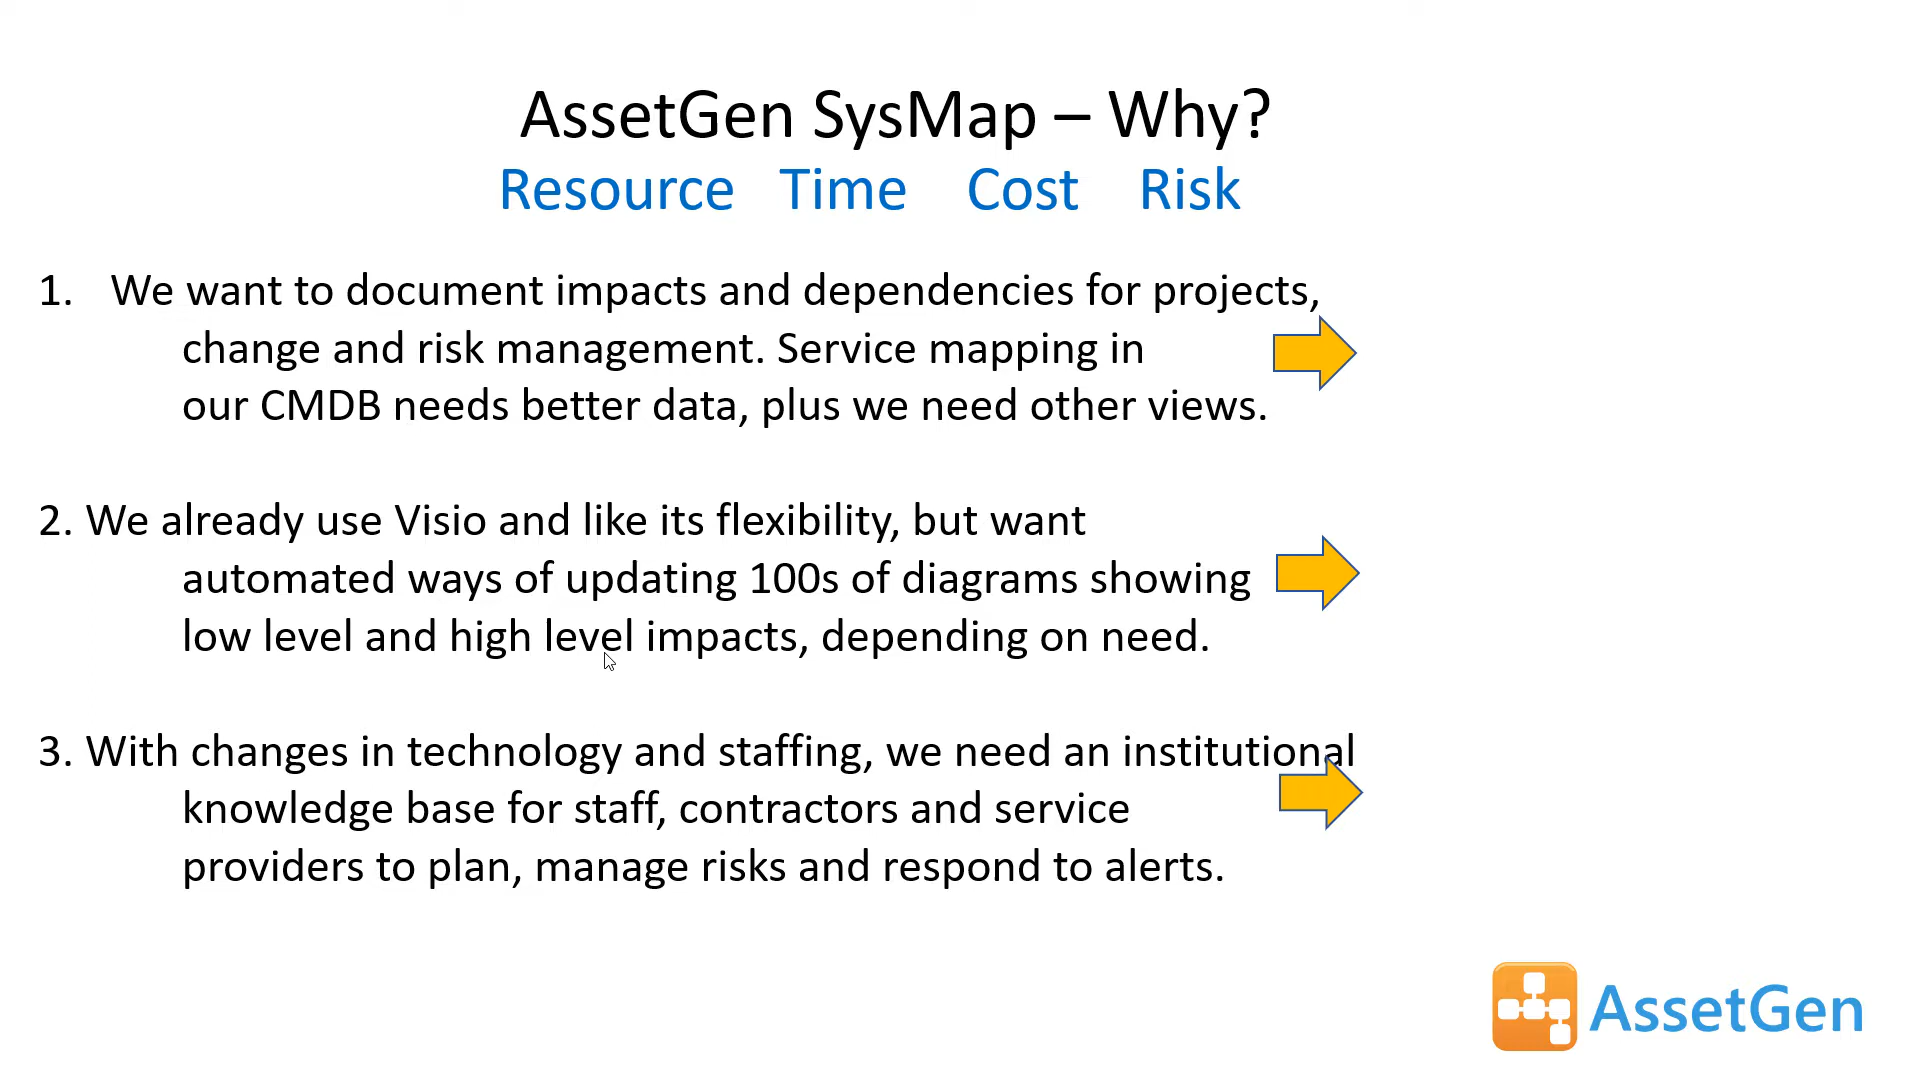 AssetGen SysMap – Why?
Resource Time Cost Risk
1. We want to document impacts and dependencies for projects,
change and risk management. Service mapping in
our CMDB needs better data, plus we need other views.
2. We already use Visio and like its flexibility, but want
automated ways of updating 100s of diagrams showing
low level and high level impacts, depending on need.
3. With changes in technology and staffing, we need an institutional
knowledge base for staff, contractors and service
providers to plan, manage risks and respond to alerts.
AssetGen